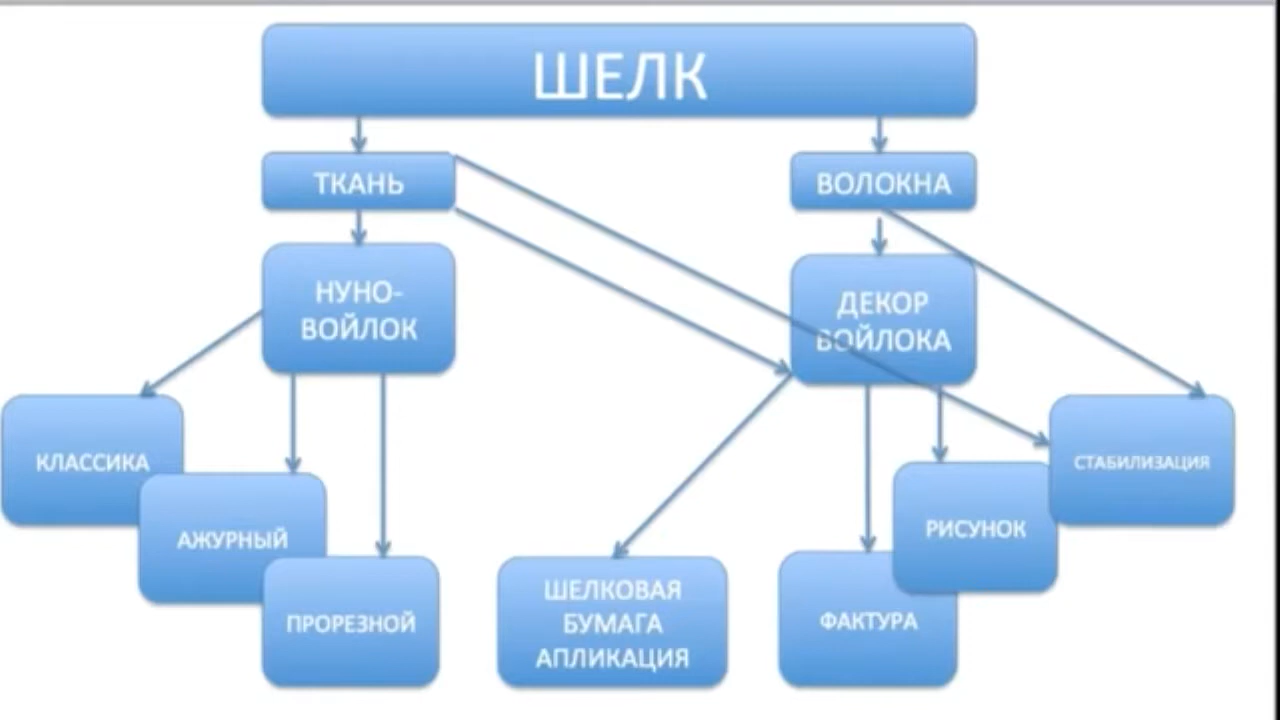 ШЕЛК
ТКАНЬ
ВОЛОКНА
НУНО-
ВОЙЛОК
ДЕКОР
ВОЙЛОКА
КЛАССИКА
АЖУРНЫЙ
ПРОРЕЗНОЙ
ШЕЛКОВАЯ
БУМАГА
АПЛИКАЦИЯ
ФАКТУРА
РИСУНОК
СТАБИЛИЗАЦИЯ